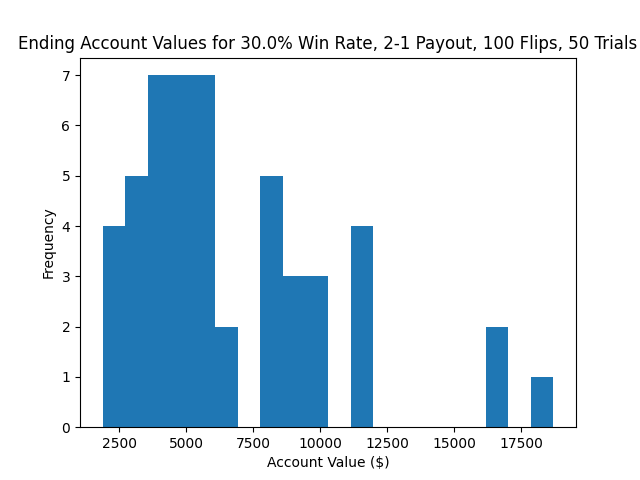 Ending Account Values for 30.0% Win Rate, 2-1 Payout, 100 Flips, 50 Trials
7
6
5
4
3
2
1
0
Frequency
2500 5000 7500 10000 12500 15000 17500
Account Value ($)